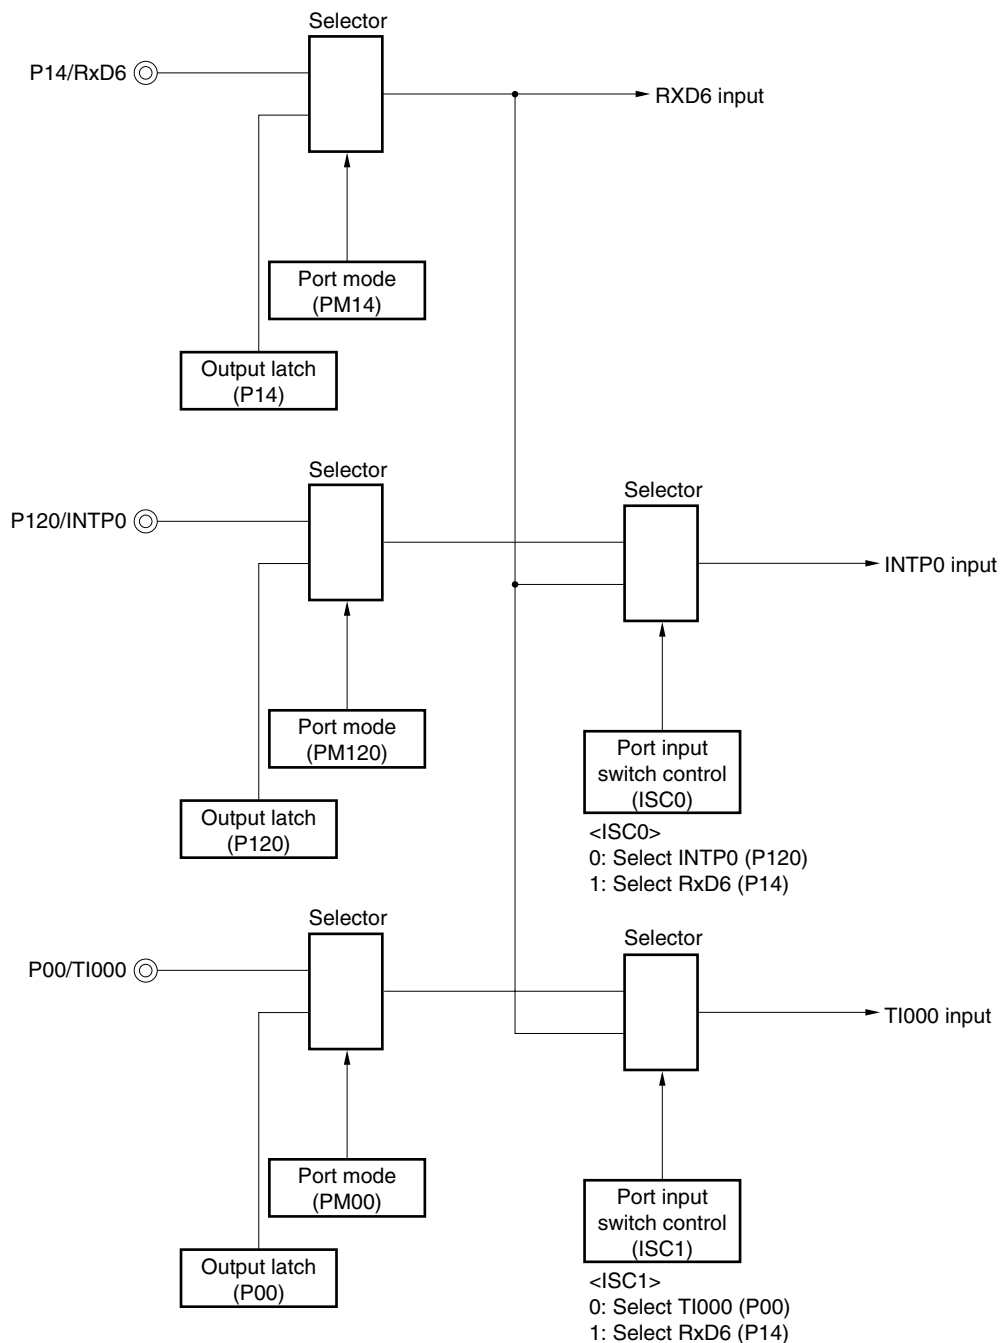 Selector
P14/RxD6
RXD6 input
Port mode
(PM14)
Output latch
(P14)
Selector
P120/INTP0
Selector
INTP0 input
Port mode
(PM120)
Port input
switch control
(ISC0)
Output latch
(P120)
<ISC0>
0: Select INTP0 (P120)
1: Select RxD6 (P14)
Selector
P00/TI000
Selector
TI000 input
Port mode
(PM00)
Port input
switch control
(ISC1)
Output latch
(P00)
<ISC1>
0: Select TI000 (P00)
1: Select RxD6 (P14)